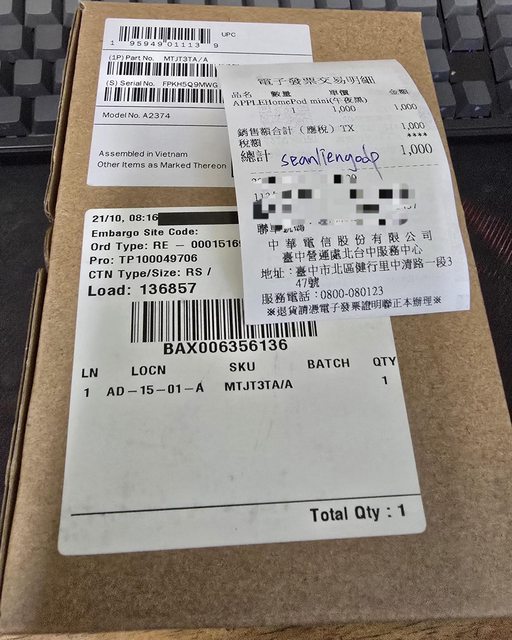 UPC
1 95949 01113 9
(1P) Part No. MTJT3TA/A
(S) Serial No. FPKH5Q9MWG
Model No. A2374
Assembled in Vietnam
Other Items as Marked Thereon
電子發票交易明細
品名 數量 單價 金額
APPLEHomePod mini(午夜黑)
1 1,000 1,000
銷售額合計（應稅）TX 1,000
稅額 ****
總計 1,000
seanliengodp
中華電信股份有限公司
臺中營運處北台中服務中心
地址：臺中市北區健行里中清路一段3
47號
服務電話：0800-080123
※退貨請憑電子發票證明聯正本辦理※
21/10, 08:16
Embargo Site Code:
Ord Type: RE - 0001516
Pro: TP100049706
CTN Type/Size: RS /
Load: 136857
BAX006356136
LN LOCN SKU BATCH QTY
1 AD-15-01-A MTJT3TA/A 1
Total Qty : 1